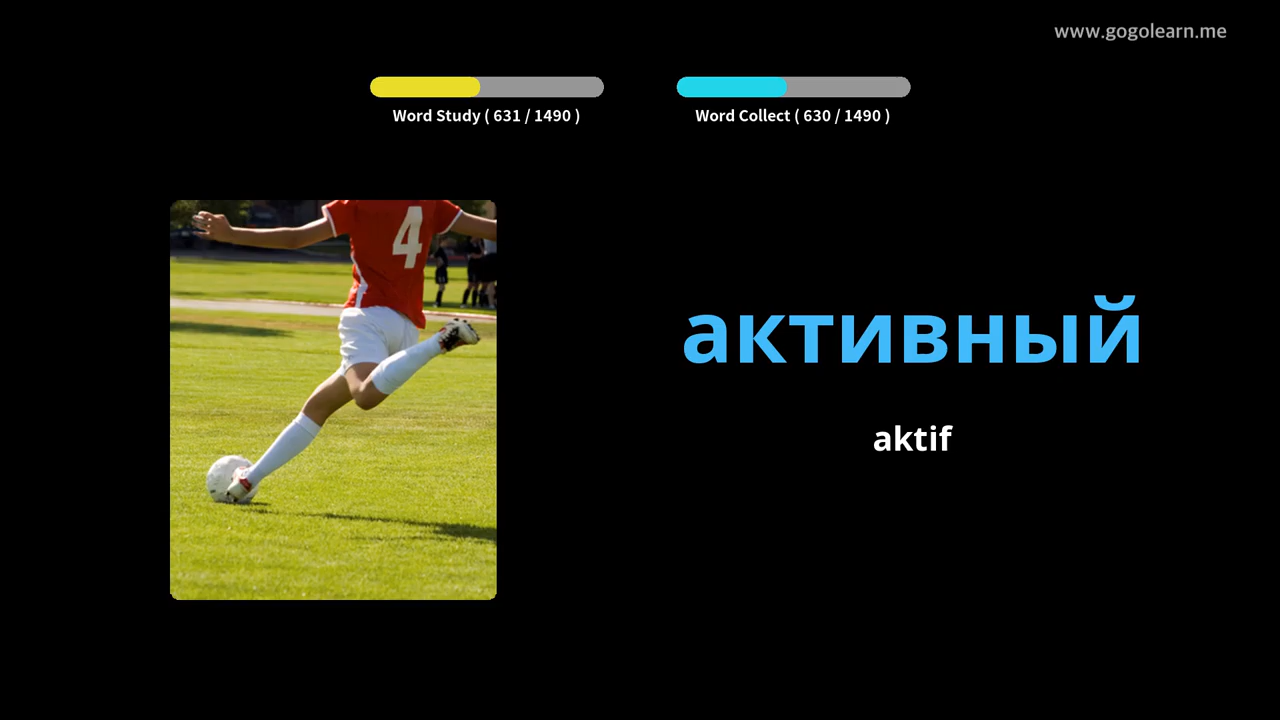 www.gogolearn.me
Word Study ( 631 / 1490 )
Word Collect ( 630 / 1490 )
4
активный
aktif